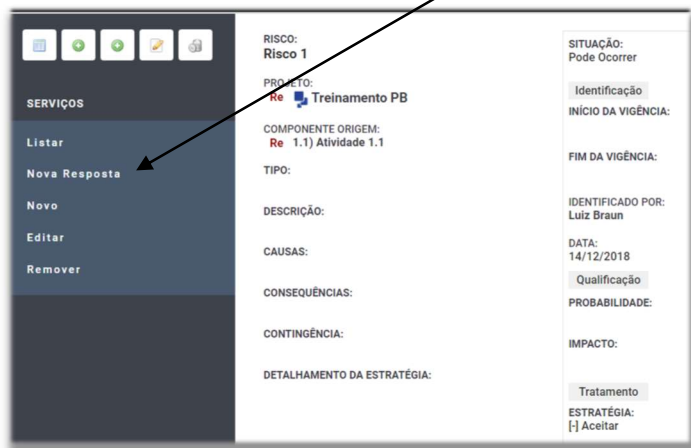 SERVIÇOS
Listar
Nova Resposta
Novo
Editar
Remover
RISCO:
Risco 1
PROJETO:
Re Treinamento PB
COMPONENTE ORIGEM:
Re 1.1) Atividade 1.1
TIPO:
DESCRIÇÃO:
CAUSAS:
CONSEQUÊNCIAS:
CONTINGÊNCIA:
DETALHAMENTO DA ESTRATÉGIA:
SITUAÇÃO:
Pode Ocorrer
Identificação
INÍCIO DA VIGÊNCIA:
FIM DA VIGÊNCIA:
IDENTIFICADO POR:
Luiz Braun
DATA:
14/12/2018
Qualificação
PROBABILIDADE:
IMPACTO:
Tratamento
ESTRATÉGIA:
[-] Aceitar